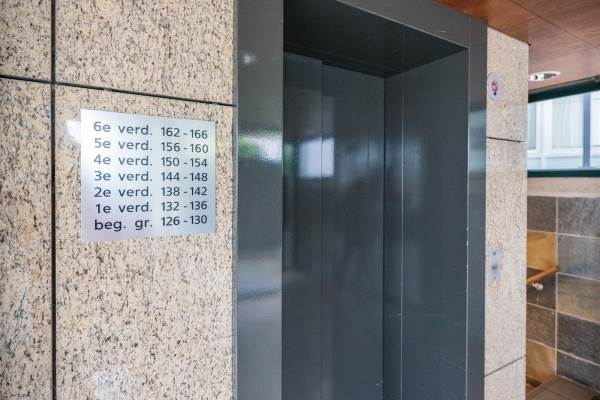 6e verd. 162 - 166
5e verd. 156 - 160
4e verd. 150 - 154
3e verd. 144 - 148
2e verd. 138 - 142
1e verd. 132 - 136
beg. gr. 126 - 130